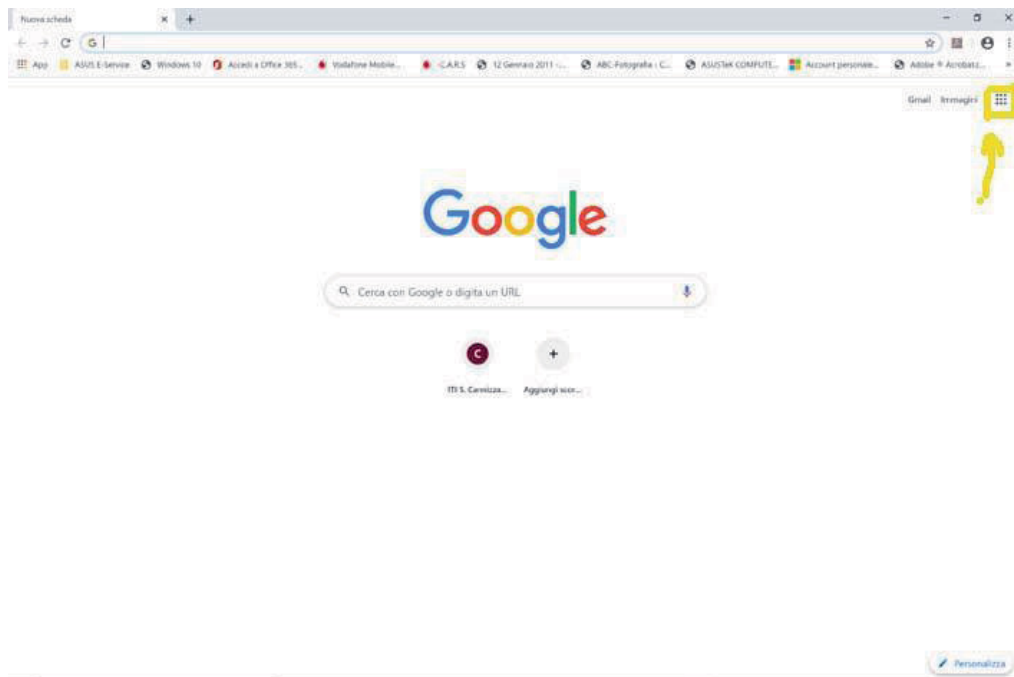 Nuova scheda
G
App ASUS E-Service Windows 10 Accedi a Office 365... Vodafone Mobile... C.A.R.S 12 Gennaio 2011 -... ABC-Fotografia - C... ASUSTeK COMPUTE... Account personale... Adobe ® Acrobat... »
Gmail Immagini
Google
Cerca con Google o digita un URL
C
ITI S. Cannizza... Aggiungi scor...
Personalizza